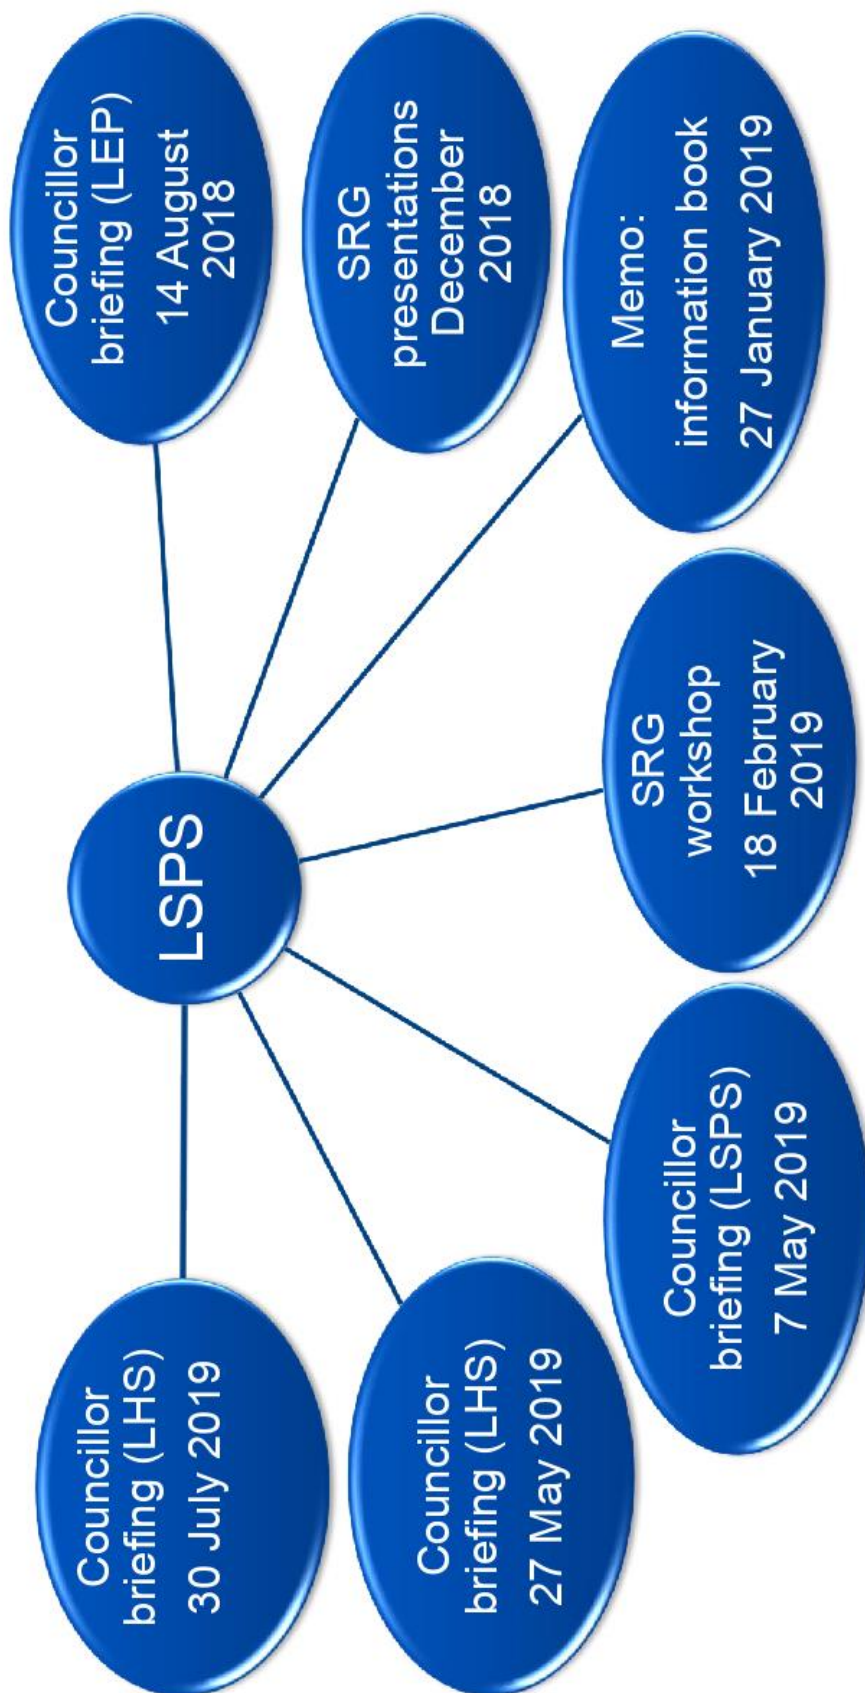 LSPS
Councillor
briefing (LEP)
14 August
2018
SRG
presentations
December
2018
Memo:
information book
27 January 2019
SRG
workshop
18 February
2019
Councillor
briefing (LSPS)
7 May 2019
Councillor
briefing (LHS)
27 May 2019
Councillor
briefing (LHS)
30 July 2019